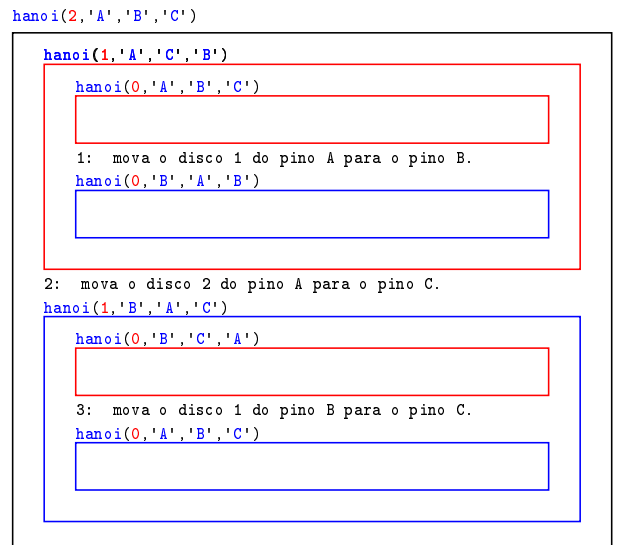 hanoi(2,'A','B','C')
hanoi(1,'A','C','B')
hanoi(0,'A','B','C')
1: mova o disco 1 do pino A para o pino B.
hanoi(0,'B','A','B')
2: mova o disco 2 do pino A para o pino C.
hanoi(1,'B','A','C')
hanoi(0,'B','C','A')
3: mova o disco 1 do pino B para o pino C.
hanoi(0,'A','B','C')